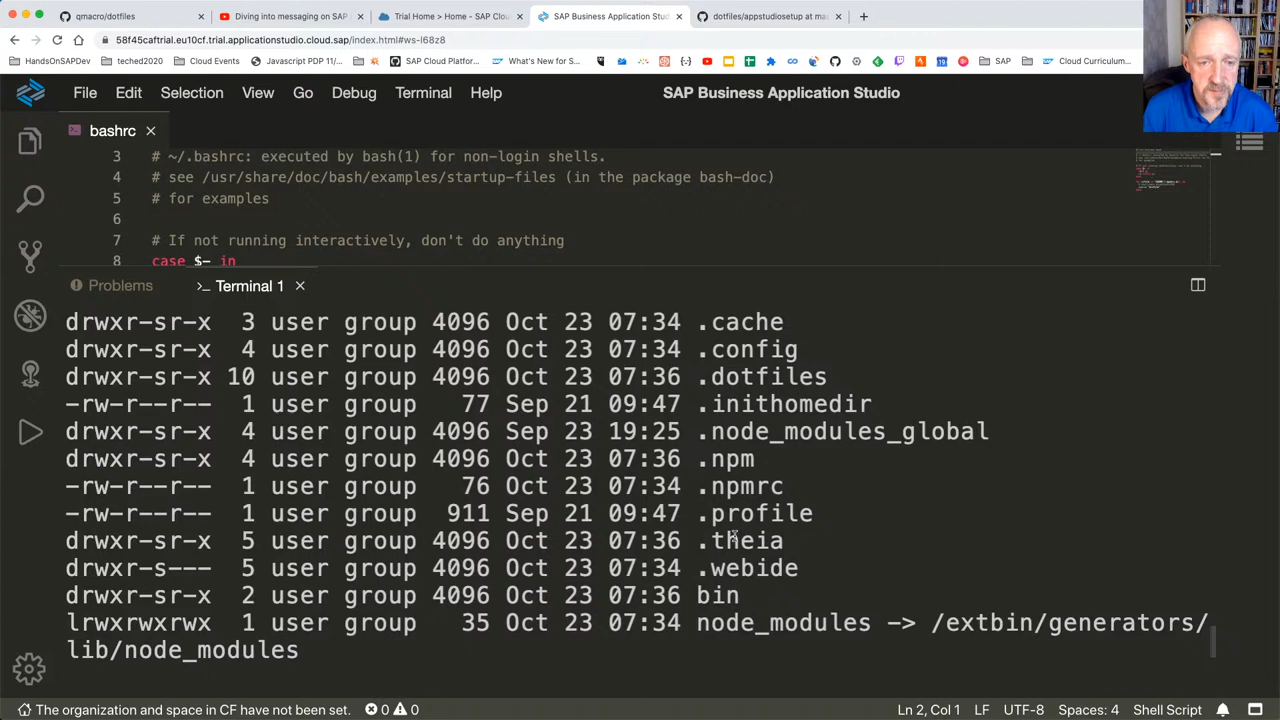 qmacro/dotfiles
Diving into messaging on SAP
Trial Home > Home - SAP Cloud
SAP Business Application Studio
dotfiles/appstudiosetup at ma
58f45caftrial.eu10cf.trial.applicationstudio.cloud.sap/index.html#ws-l68z8
HandsOnSAPDev
teched2020
Cloud Events
Javascript PDP 11/...
SAP Cloud Platfor...
What's New for S...
SAP
Cloud Curriculum...
File
Edit
Selection
View
Go
Debug
Terminal
Help
SAP Business Application Studio
bashrc
3 # ~/.bashrc: executed by bash(1) for non-login shells.
4 # see /usr/share/doc/bash/examples/startup-files (in the package bash-doc)
5 # for examples
6
7 # If not running interactively, don't do anything
8 case $- in
Problems
>_ Terminal 1
drwxr-sr-x 3 user group 4096 Oct 23 07:34 .cache
drwxr-sr-x 4 user group 4096 Oct 23 07:34 .config
drwxr-sr-x 10 user group 4096 Oct 23 07:36 .dotfiles
-rw-r--r-- 1 user group 77 Sep 21 09:47 .inithomedir
drwxr-sr-x 4 user group 4096 Sep 23 19:25 .node_modules_global
drwxr-sr-x 4 user group 4096 Oct 23 07:36 .npm
-rw-r--r-- 1 user group 76 Oct 23 07:34 .npmrc
-rw-r--r-- 1 user group 911 Sep 21 09:47 .profile
drwxr-sr-x 5 user group 4096 Oct 23 07:36 .theia
drwxr-s--- 5 user group 4096 Oct 23 07:34 .webide
drwxr-sr-x 2 user group 4096 Oct 23 07:36 bin
lrwxrwxrwx 1 user group 35 Oct 23 07:34 node_modules -> /extbin/generators/
lib/node_modules
The organization and space in CF have not been set.
0
0
Ln 2, Col 1
LF
UTF-8
Spaces: 4
Shell Script